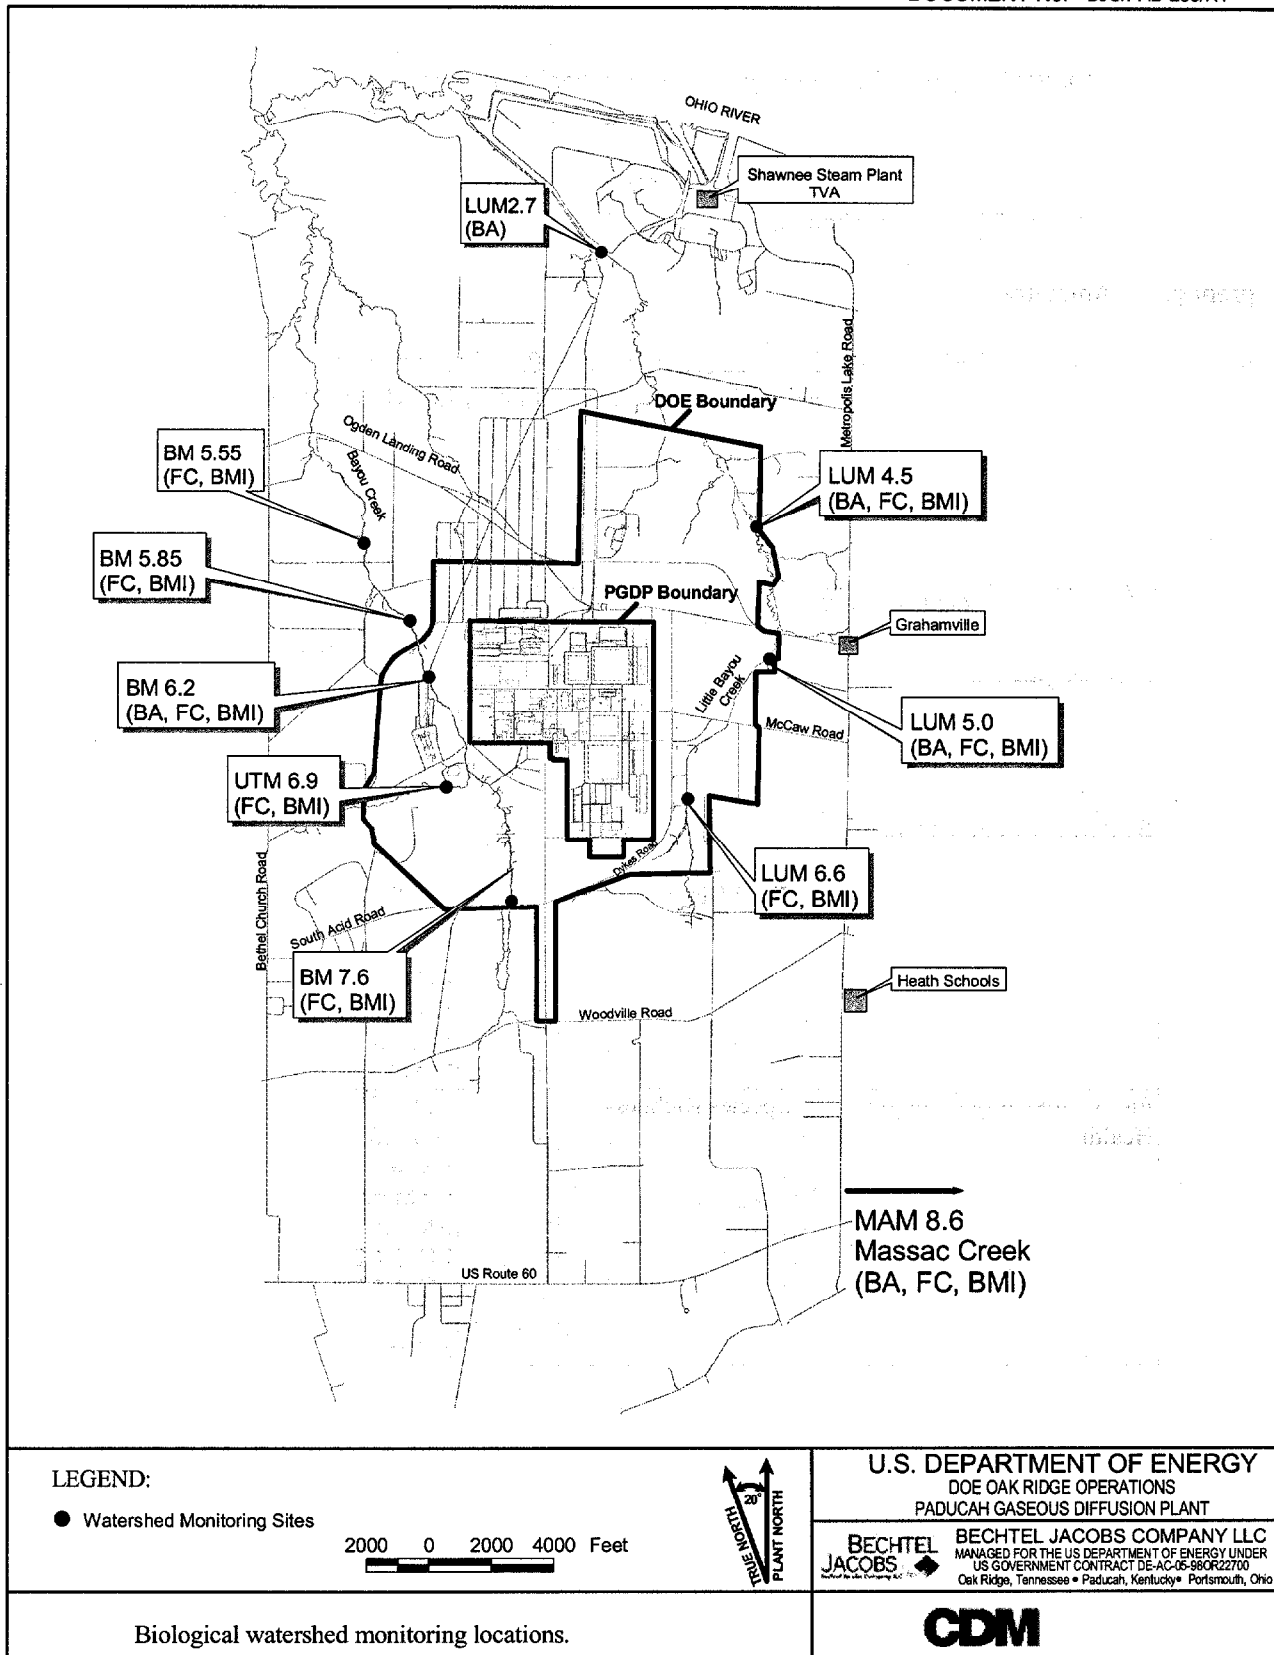 OHIO RIVER
Shawnee Steam Plant
TVA
LUM2.7
(BA)
Metropolis Lake Road
DOE Boundary
Ogden Landing Road
Bayou Creek
BM 5.55
(FC, BMI)
LUM 4.5
(BA, FC, BMI)
BM 5.85
(FC, BMI)
PGDP Boundary
Grahamville
Little Bayou
Creek
BM 6.2
(BA, FC, BMI)
LUM 5.0
(BA, FC, BMI)
McCaw Road
UTM 6.9
(FC, BMI)
Dykes Road
LUM 6.6
(FC, BMI)
Bethel Church Road
South Acid Road
BM 7.6
(FC, BMI)
Heath Schools
Woodville Road
MAM 8.6
Massac Creek
(BA, FC, BMI)
US Route 60
LEGEND:
Watershed Monitoring Sites
2000 0 2000 4000 Feet
20°
TRUE NORTH
PLANT NORTH
U.S. DEPARTMENT OF ENERGY
DOE OAK RIDGE OPERATIONS
PADUCAH GASEOUS DIFFUSION PLANT
BECHTEL
JACOBS
BECHTEL JACOBS COMPANY LLC
MANAGED FOR THE US DEPARTMENT OF ENERGY UNDER
US GOVERNMENT CONTRACT DE-AC-05-98OR22700
Oak Ridge, Tennessee • Paducah, Kentucky • Portsmouth, Ohio
Biological watershed monitoring locations.
CDM